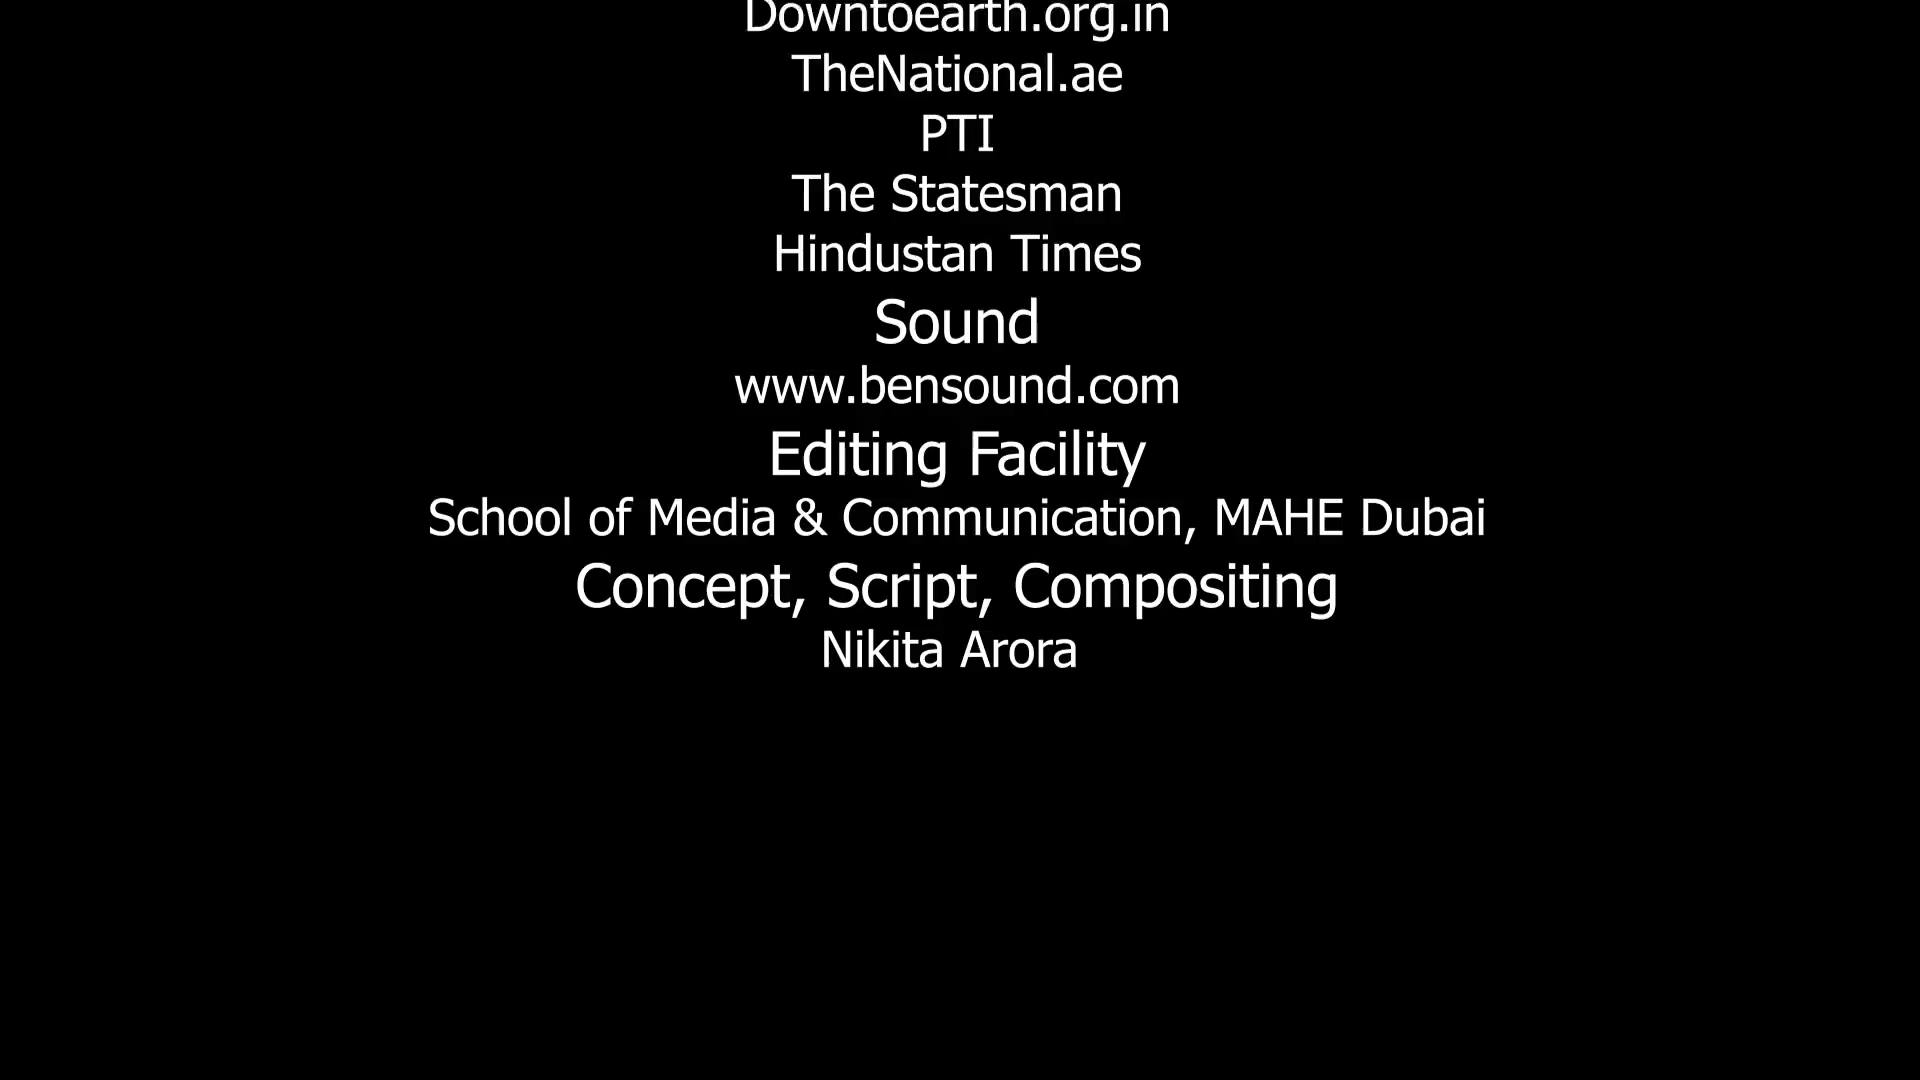 Downtoearth.org.in
TheNational.ae
PTI
The Statesman
Hindustan Times
Sound
www.bensound.com
Editing Facility
School of Media & Communication, MAHE Dubai
Concept, Script, Compositing
Nikita Arora